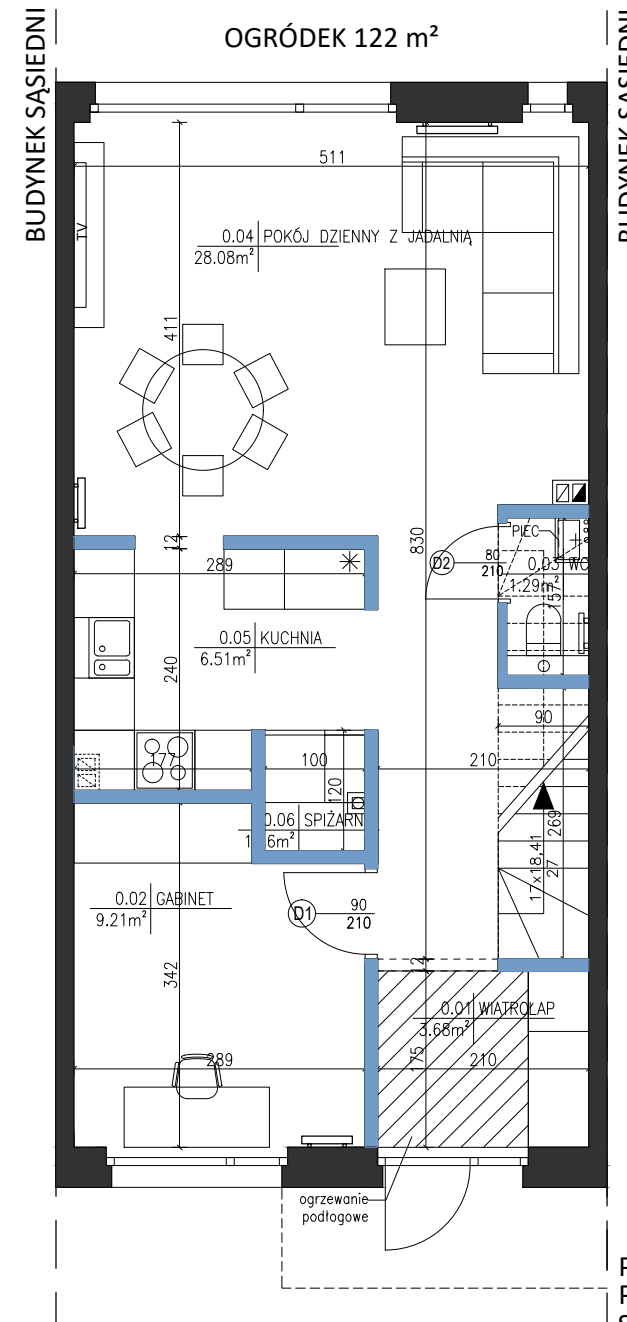 OGRÓDEK 122 m²
BUDYNEK SĄSIEDNI
BUDYNEK SĄSIEDNI
511
TV
0.04 POKÓJ DZIENNY Z JADALNIĄ
28.08m²
411
830
12
289
PIEC
D2
80
210
0.03 WC
1.29m²
157
0.05 KUCHNIA
6.51m²
240
90
177
100
210
120
0.06 SPIŻARN
269
27
17x18,41
0.02 GABINET
9.21m²
D1
90
210
342
12
0.01 WIATROŁAP
3.68m²
175
289
210
ogrzewanie
podłogowe